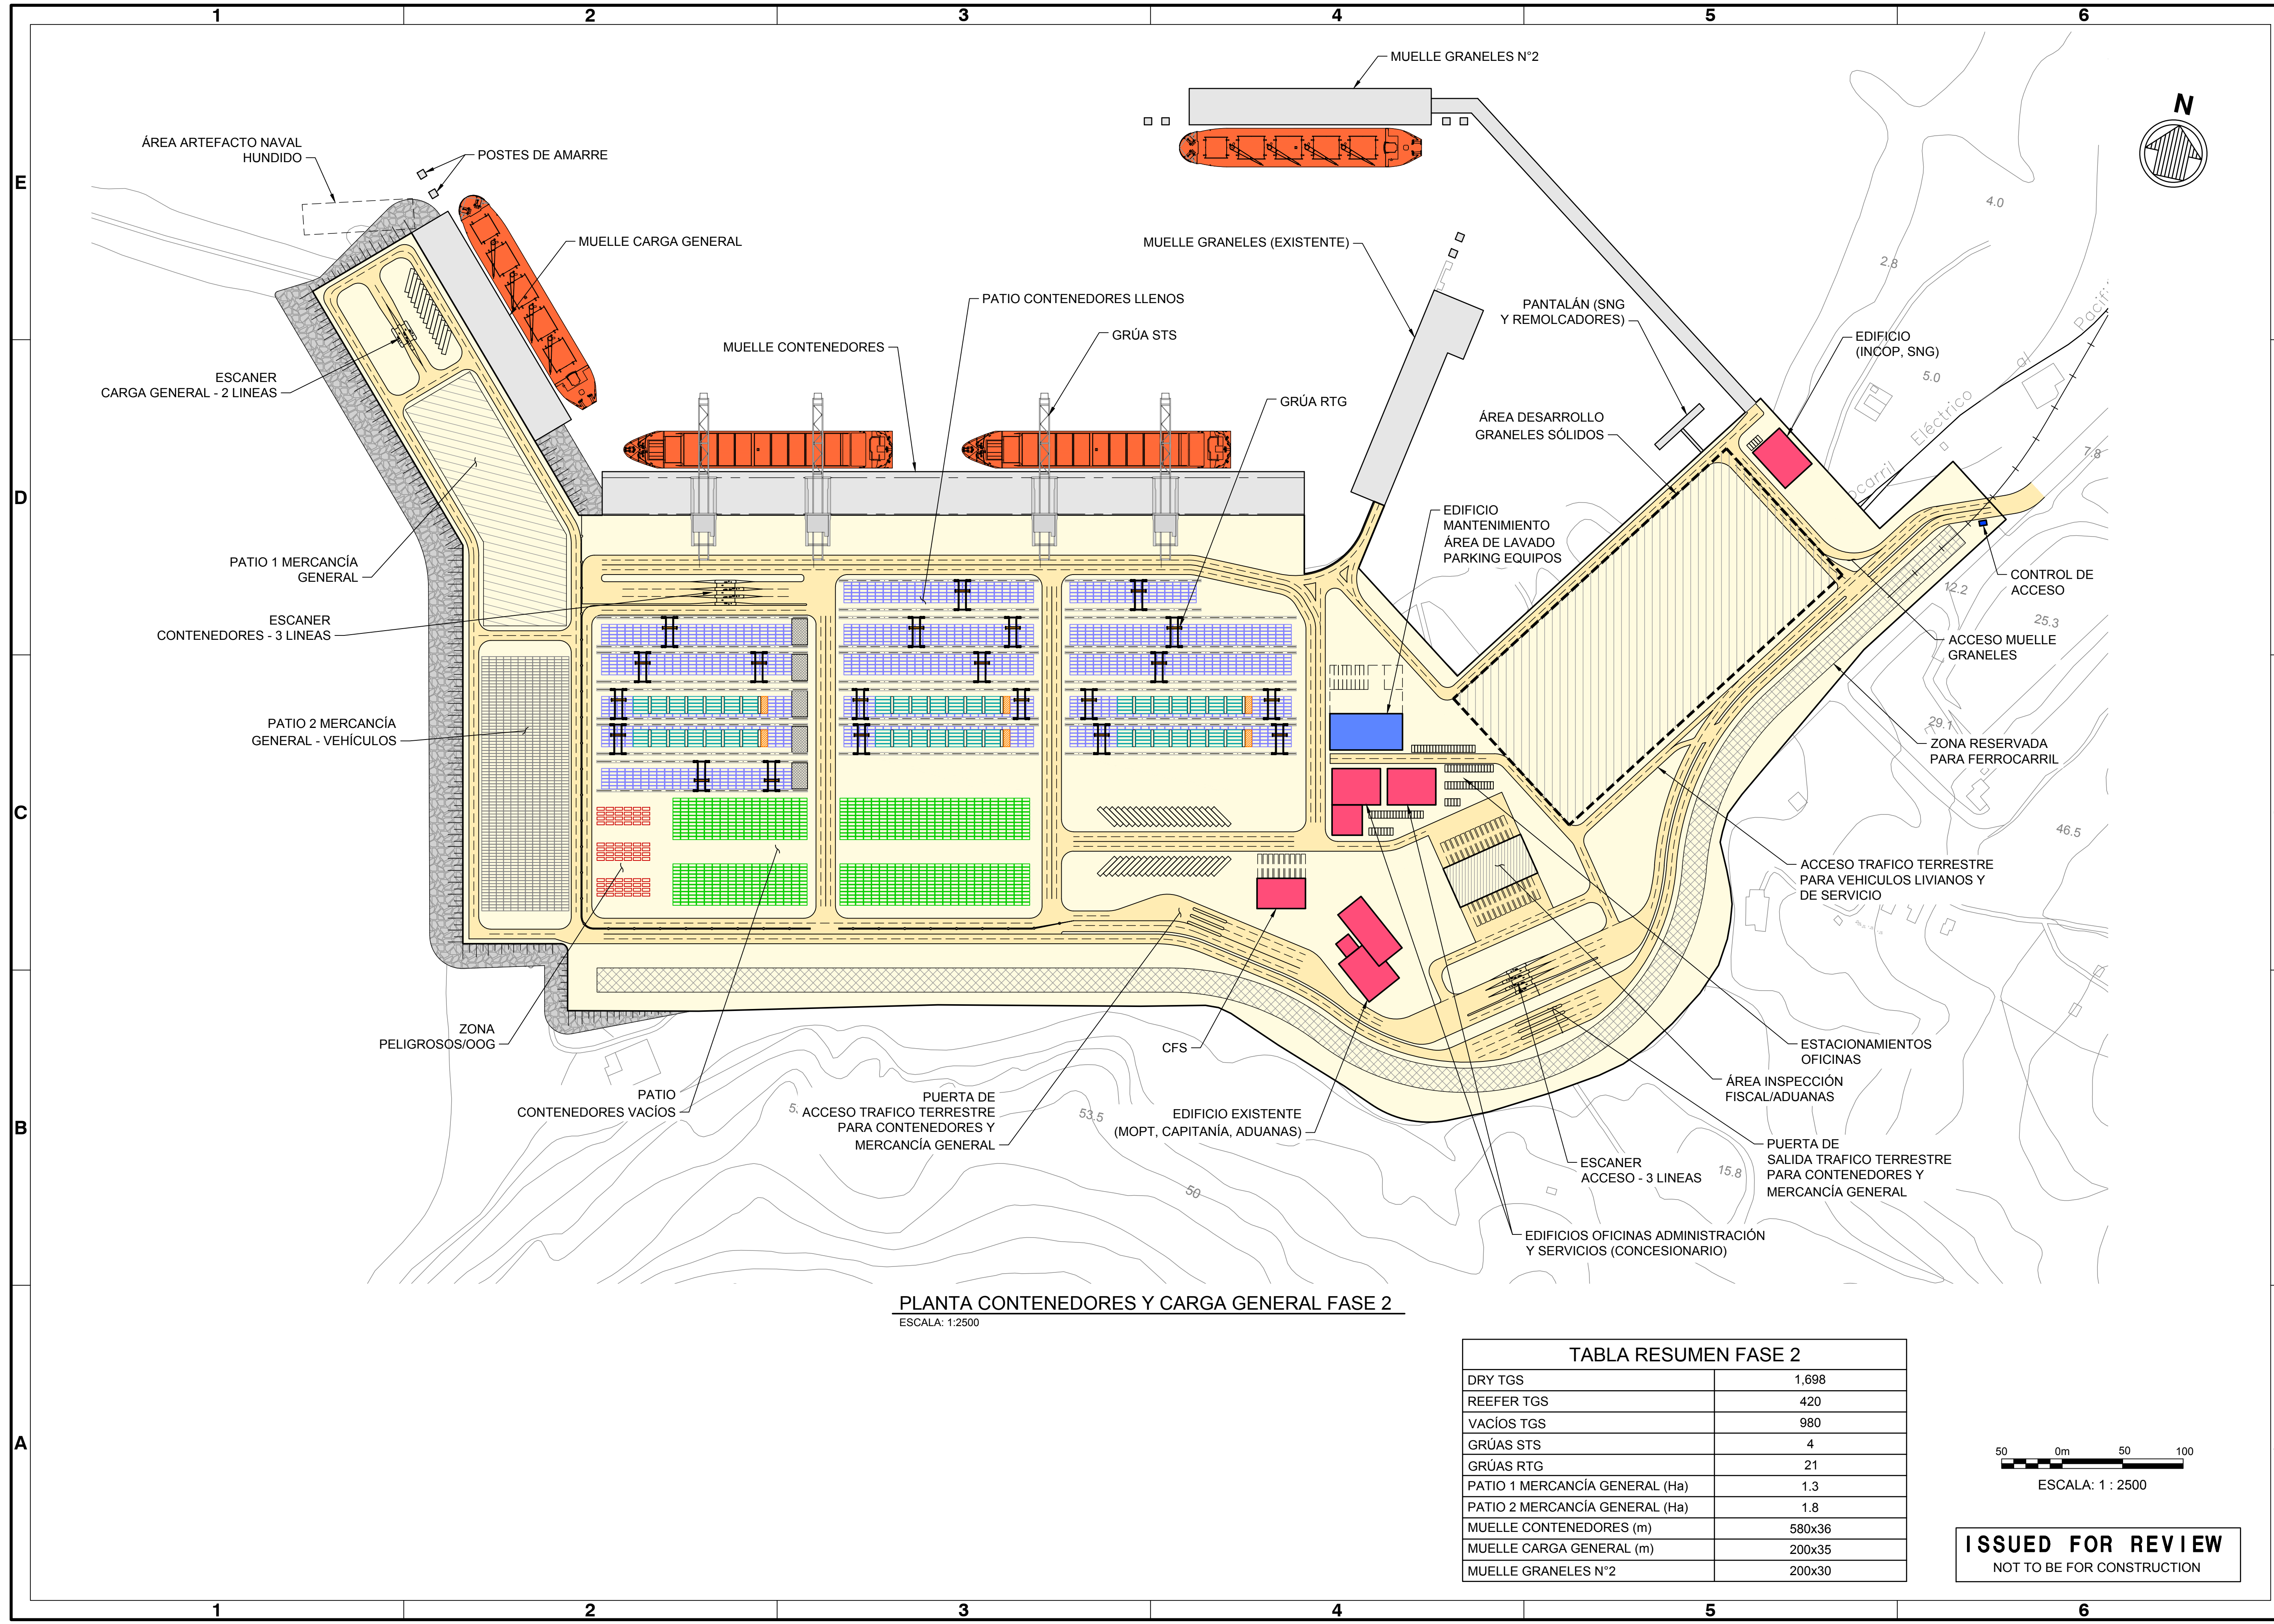 1 2 3 4 5 6
MUELLE GRANELES N°2
N
ÁREA ARTEFACTO NAVAL
HUNDIDO
POSTES DE AMARRE
E
4.0
MUELLE CARGA GENERAL
MUELLE GRANELES (EXISTENTE)
2.8
PATIO CONTENEDORES LLENOS
PANTALÁN (SNG
Y REMOLCADORES)
GRÚA STS
EDIFICIO
(INCOP, SNG)
MUELLE CONTENEDORES
al
5.0
ESCANER
CARGA GENERAL - 2 LINEAS
GRÚA RTG
Eléctrico
ÁREA DESARROLLO
GRANELES SÓLIDOS
7.8
D
EDIFICIO
MANTENIMIENTO
ÁREA DE LAVADO
PARKING EQUIPOS
PATIO 1 MERCANCÍA
GENERAL
CONTROL DE
ACCESO
12.2
ESCANER
CONTENEDORES - 3 LINEAS
25.3
ACCESO MUELLE
GRANELES
PATIO 2 MERCANCÍA
GENERAL - VEHÍCULOS
29.1
ZONA RESERVADA
PARA FERROCARRIL
C
46.5
ACCESO TRAFICO TERRESTRE
PARA VEHICULOS LIVIANOS Y
DE SERVICIO
ZONA
PELIGROSOS/OOG
CFS
ESTACIONAMIENTOS
OFICINAS
ÁREA INSPECCIÓN
FISCAL/ADUANAS
PATIO
CONTENEDORES VACÍOS
PUERTA DE
ACCESO TRAFICO TERRESTRE
PARA CONTENEDORES Y
MERCANCÍA GENERAL
53.5
B
EDIFICIO EXISTENTE
(MOPT, CAPITANÍA, ADUANAS)
PUERTA DE
SALIDA TRAFICO TERRESTRE
PARA CONTENEDORES Y
MERCANCÍA GENERAL
ESCANER
ACCESO - 3 LINEAS
15.8
50
EDIFICIOS OFICINAS ADMINISTRACIÓN
Y SERVICIOS (CONCESIONARIO)
PLANTA CONTENEDORES Y CARGA GENERAL FASE 2
ESCALA: 1:2500
TABLA RESUMEN FASE 2
DRY TGS 1,698
REEFER TGS 420
VACÍOS TGS 980
GRÚAS STS 4
GRÚAS RTG 21
PATIO 1 MERCANCÍA GENERAL (Ha) 1.3
PATIO 2 MERCANCÍA GENERAL (Ha) 1.8
MUELLE CONTENEDORES (m) 580x36
MUELLE CARGA GENERAL (m) 200x35
MUELLE GRANELES N°2 200x30
A
50 0m 50 100
ESCALA: 1 : 2500
ISSUED FOR REVIEW
NOT TO BE FOR CONSTRUCTION
1 2 3 4 5 6